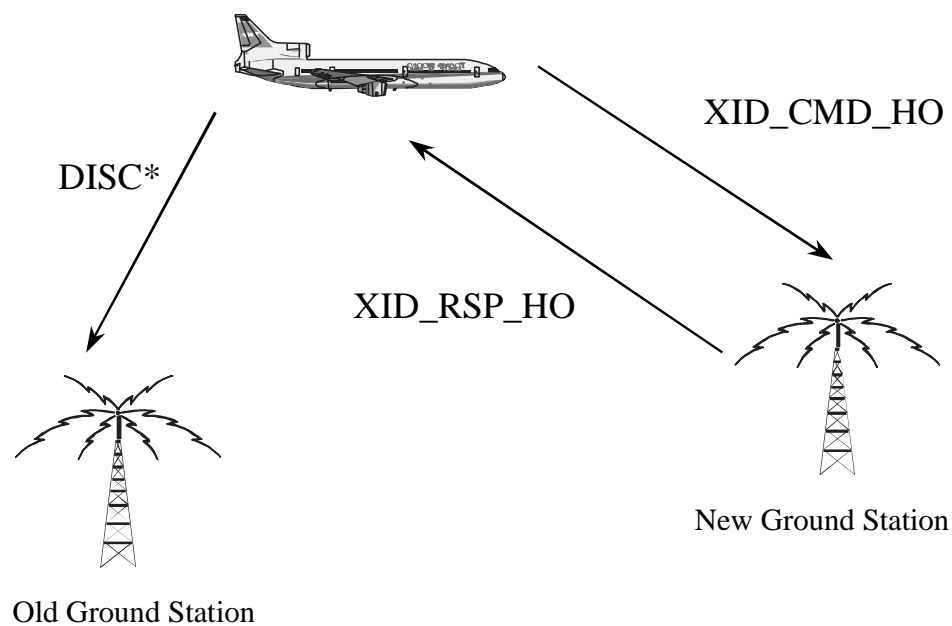 XID_CMD_HO
DISC*
XID_RSP_HO
New Ground Station
Old Ground Station